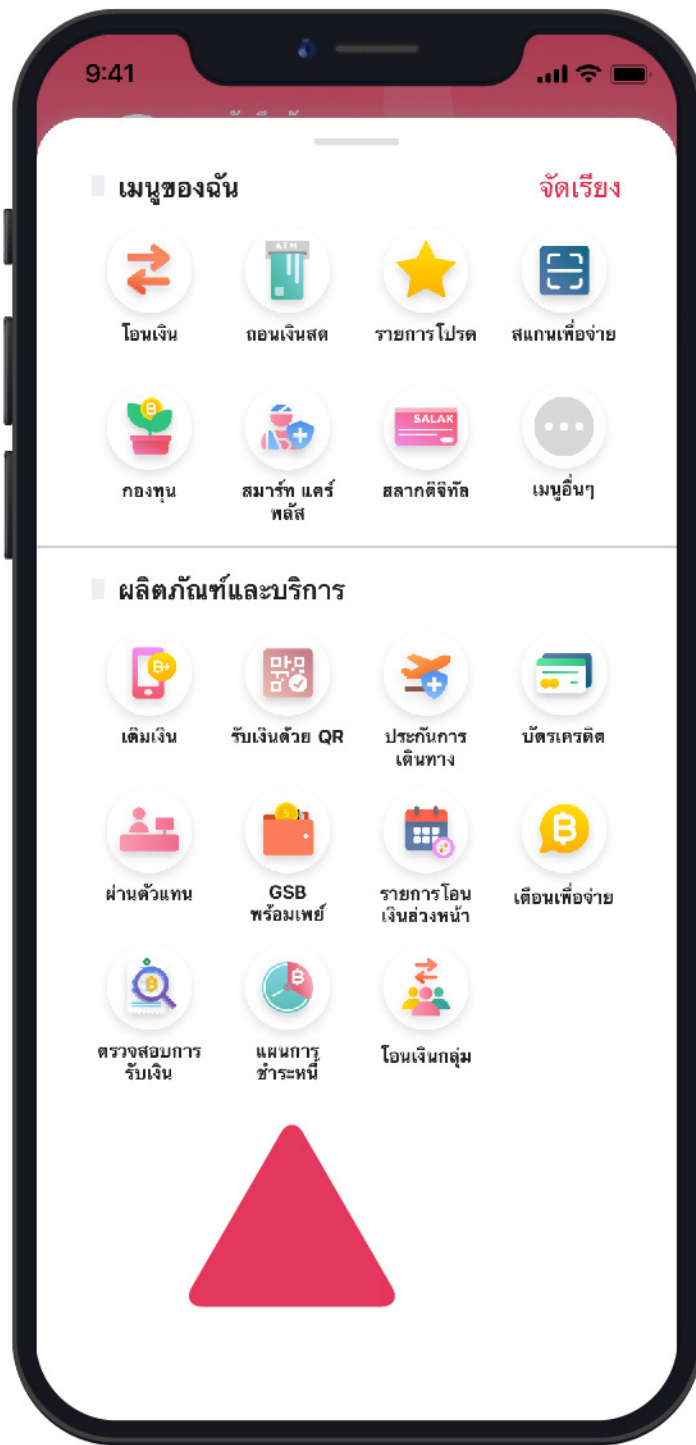 9:41
เมนูของฉัน จัดเรียง
ATM
โอนเงิน ถอนเงินสด รายการโปรด สแกนเพื่อจ่าย
SALAK
กองทุน สมาร์ท แคร์ สลากดิจิทัล เมนูอื่นๆ
พลัส
ผลิตภัณฑ์และบริการ
เติมเงิน รับเงินด้วย QR ประกันการ บัตรเครดิต
เดินทาง
ผ่านตัวแทน GSB รายการโอน เตือนเพื่อจ่าย
พร้อมเพย์ เงินล่วงหน้า
ตรวจสอบการ แผนการ โอนเงินกลุ่ม
รับเงิน ชำระหนี้